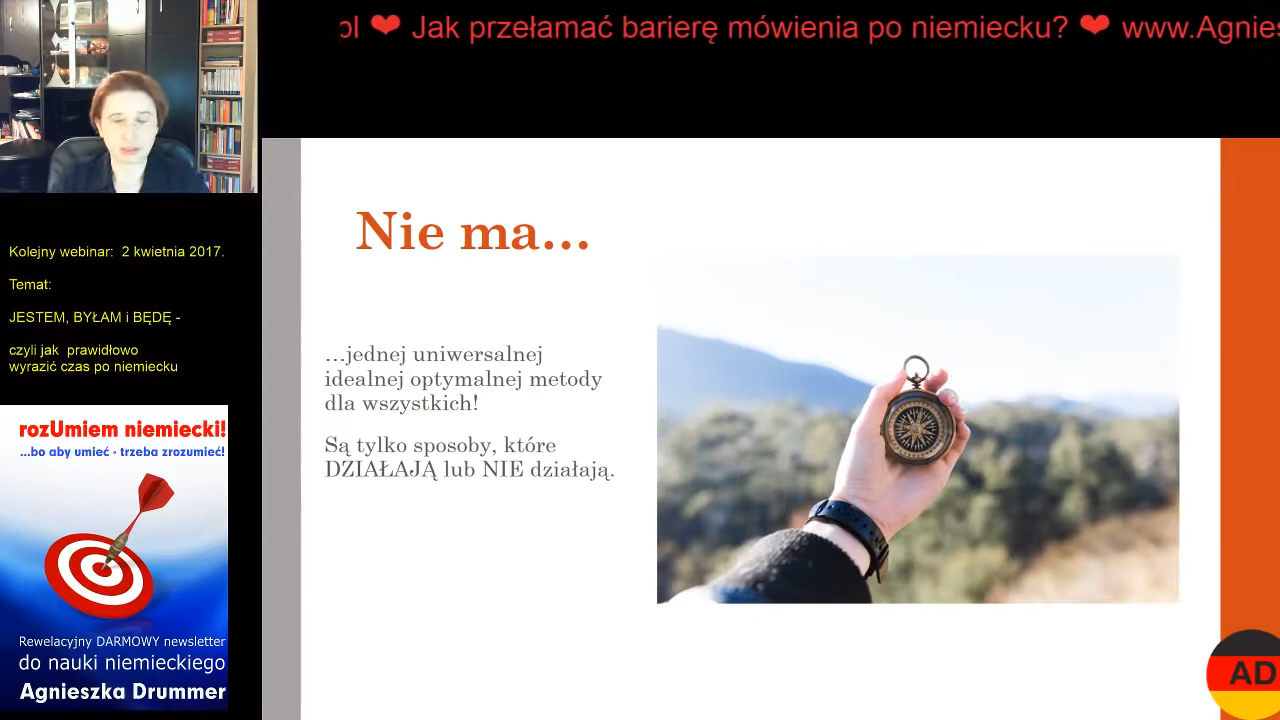 ol ❤ Jak przełamać barierę mówienia po niemiecku? ❤ www.Agnies
Kolejny webinar: 2 kwietnia 2017.
Temat:
JESTEM, BYŁAM i BĘDĘ -
czyli jak prawidłowo
wyrazić czas po niemiecku
rozUmiem niemiecki!
...bo aby umieć - trzeba zrozumieć!
Rewelacyjny DARMOWY newsletter
do nauki niemieckiego
Agnieszka Drummer
Nie ma...
...jednej uniwersalnej
idealnej optymalnej metody
dla wszystkich!
Są tylko sposoby, które
DZIAŁAJĄ lub NIE działają.
AD